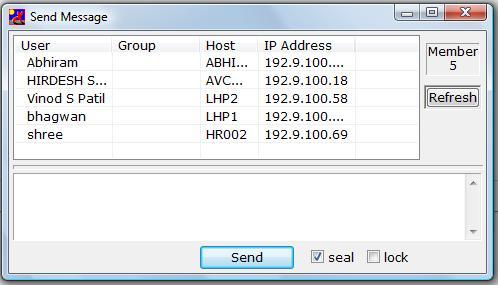 Send Message
User Group Host IP Address
Abhiram ABHI... 192.9.100....
HIRDESH S... AVC... 192.9.100.18
Vinod S Patil LHP2 192.9.100.58
bhagwan LHP1 192.9.100....
shree HR002 192.9.100.69
Member
5
Refresh
Send seal lock